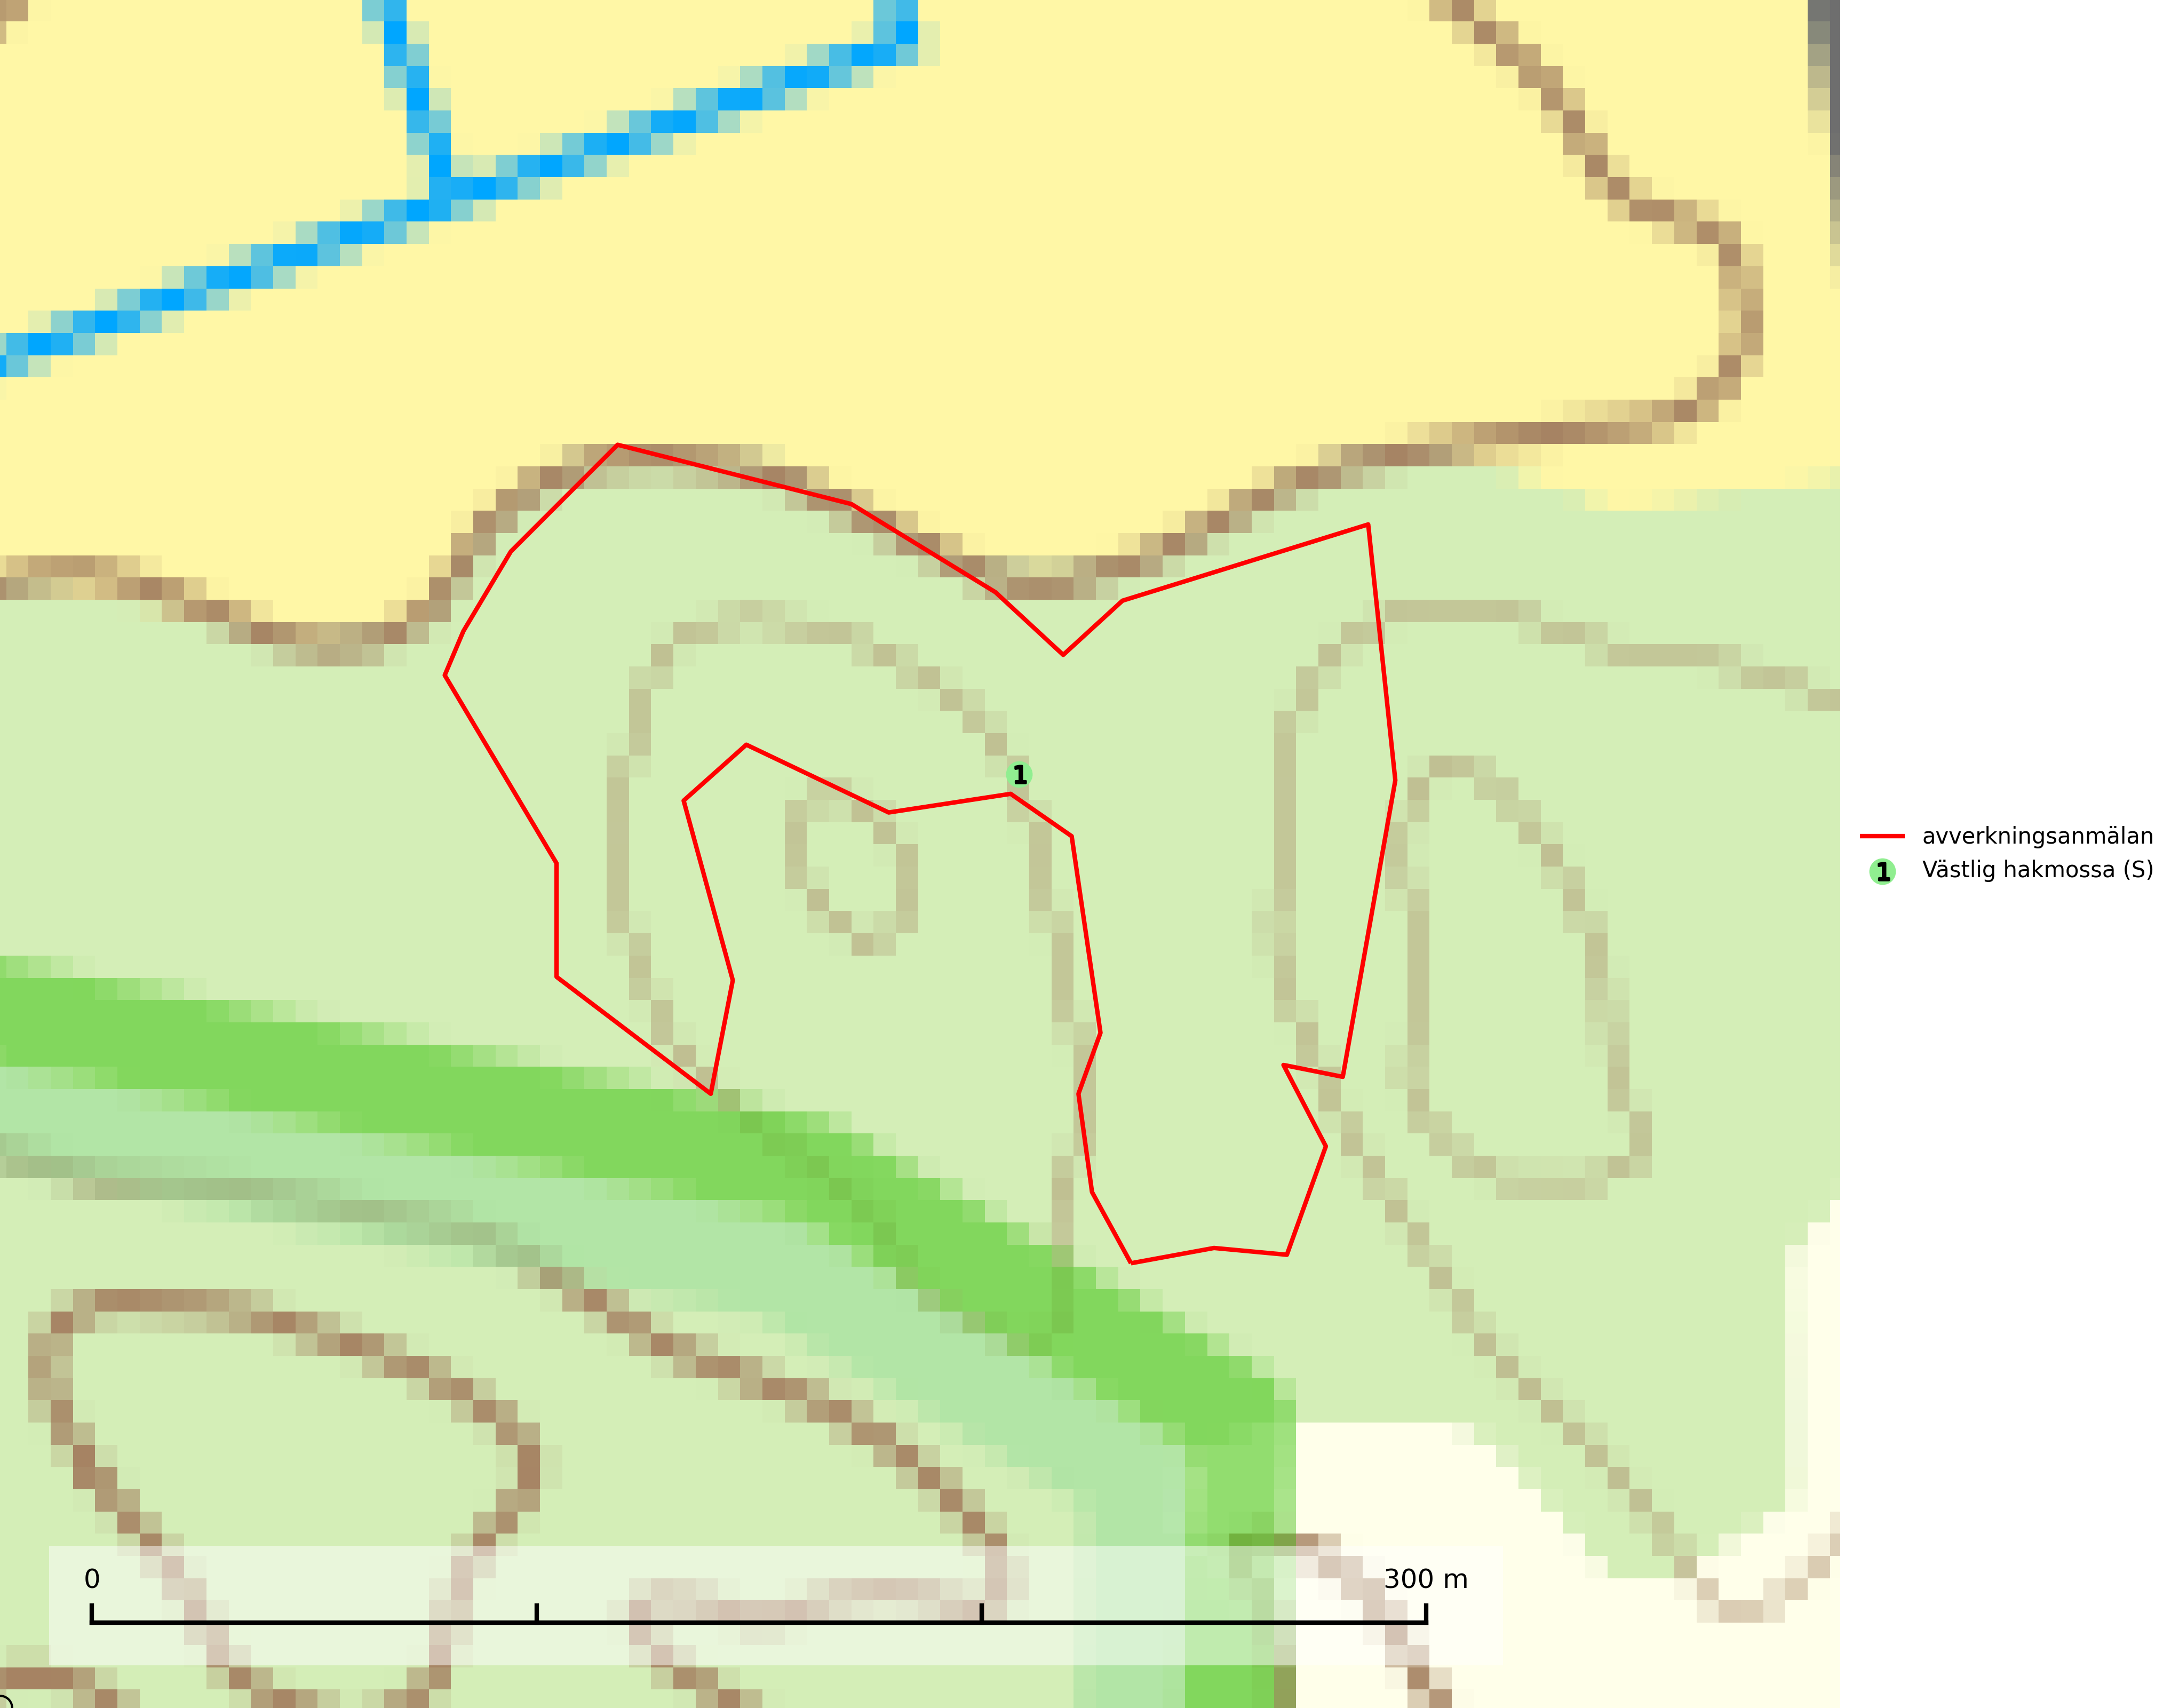 1
avverkningsanmälan
1 Västlig hakmossa (S)
0 300 m